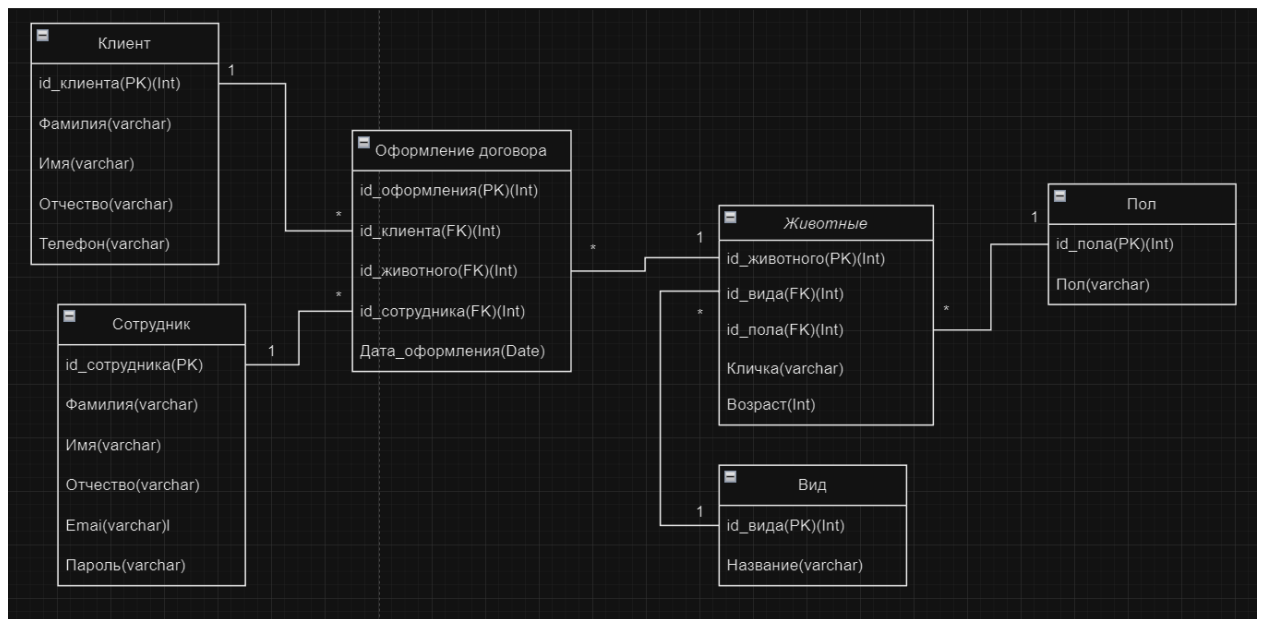 Клиент
id_клиента(PK)(Int)
Фамилия(varchar)
Имя(varchar)
Отчество(varchar)
Телефон(varchar)
1
*
Сотрудник
id_сотрудника(PK)
Фамилия(varchar)
Имя(varchar)
Отчество(varchar)
Emai(varchar)l
Пароль(varchar)
1
*
Оформление договора
id_оформления(PK)(Int)
id_клиента(FK)(Int)
id_животного(FK)(Int)
id_сотрудника(FK)(Int)
Дата_оформления(Date)
*
1
Животные
id_животного(PK)(Int)
id_вида(FK)(Int)
id_пола(FK)(Int)
Кличка(varchar)
Возраст(Int)
*
1
*
1
Вид
id_вида(PK)(Int)
Название(varchar)
Пол
id_пола(PK)(Int)
Пол(varchar)